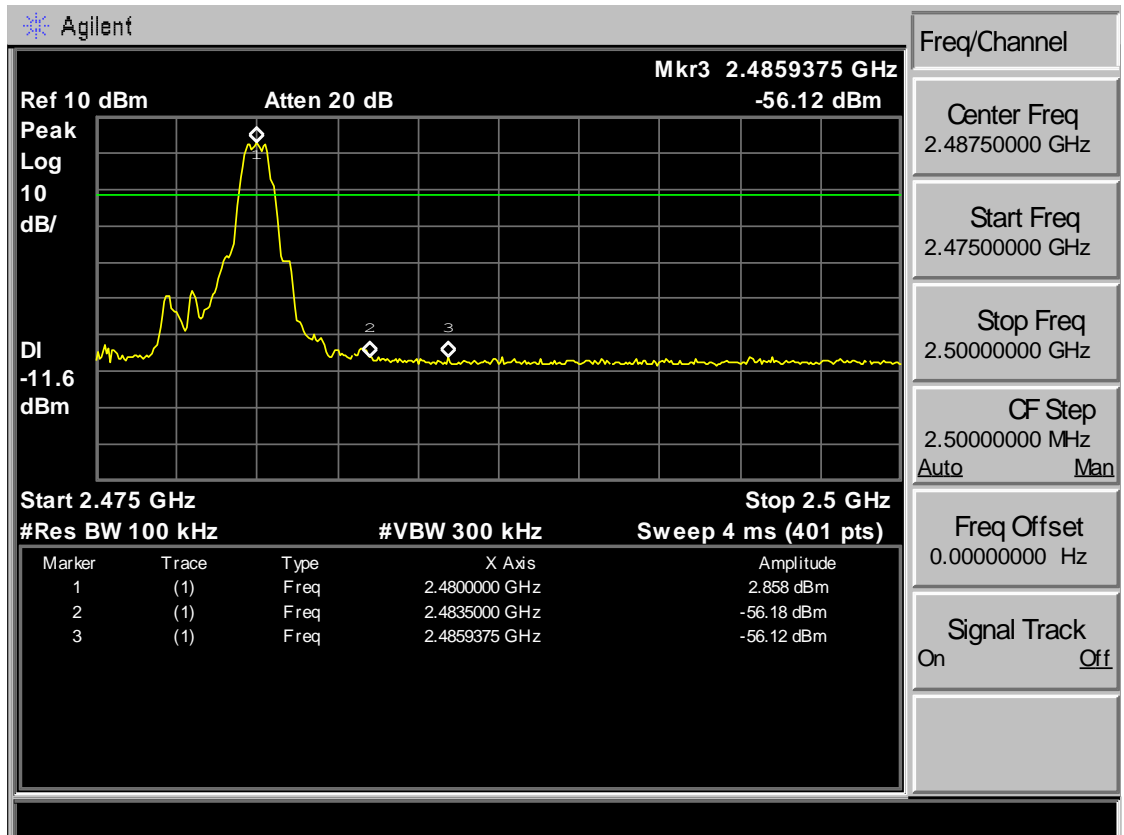 Agilent
Freq/Channel
Mkr3 2.4859375 GHz
Ref 10 dBm Atten 20 dB -56.12 dBm
Peak
Log
10
dB/
1
2
3
DI
-11.6
dBm
Start 2.475 GHz Stop 2.5 GHz
#Res BW 100 kHz #VBW 300 kHz Sweep 4 ms (401 pts)
Marker Trace Type X Axis Amplitude
1 (1) Freq 2.4800000 GHz 2.858 dBm
2 (1) Freq 2.4835000 GHz -56.18 dBm
3 (1) Freq 2.4859375 GHz -56.12 dBm
Center Freq
2.48750000 GHz
Start Freq
2.47500000 GHz
Stop Freq
2.50000000 GHz
CF Step
2.50000000 MHz
Auto Man
Freq Offset
0.00000000 Hz
Signal Track
On Off